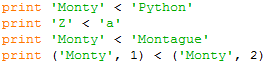 print 'Monty' < 'Python'
print 'Z' < 'a'
print 'Monty' < 'Montague'
print ('Monty', 1) < ('Monty', 2)